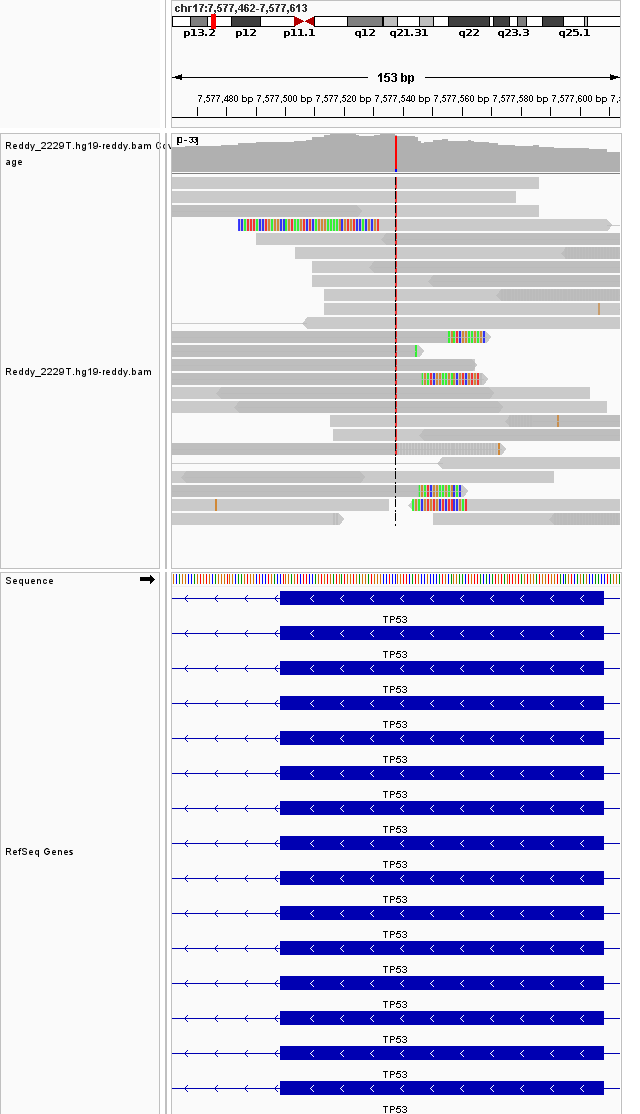 chr17:7,577,462-7,577,613
p13.2 p12 p11.1 q12 q21.31 q22 q23.3 q25.1
153 bp
7,577,480 bp 7,577,500 bp 7,577,520 bp 7,577,540 bp 7,577,560 bp 7,577,580 bp 7,577,600 bp
Reddy_2229T.hg19-reddy.bam
age
[0-33]
Reddy_2229T.hg19-reddy.bam
Sequence
TP53
TP53
TP53
TP53
TP53
TP53
TP53
RefSeq Genes
TP53
TP53
TP53
TP53
TP53
TP53
TP53
TP53